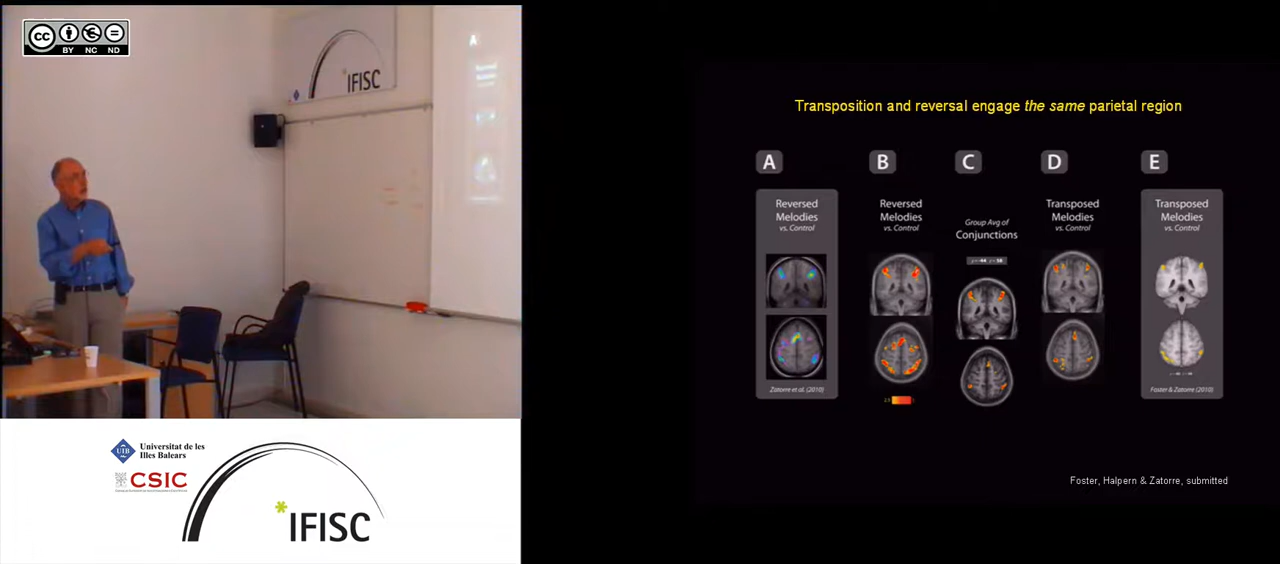 cc
BY NC ND
IFISC
A
Universitat de les
Illes Balears
UIB
CSIC
*IFISC
Transposition and reversal engage the same parietal region
A
B
C
D
E
Reversed
Melodies
vs. Control
Zatorre et al. (2010)
Reversed
Melodies
vs. Control
Group Avg of
Conjunctions
Transposed
Melodies
vs. Control
Transposed
Melodies
vs. Control
Foster & Zatorre (2010)
Foster, Halpern & Zatorre, submitted